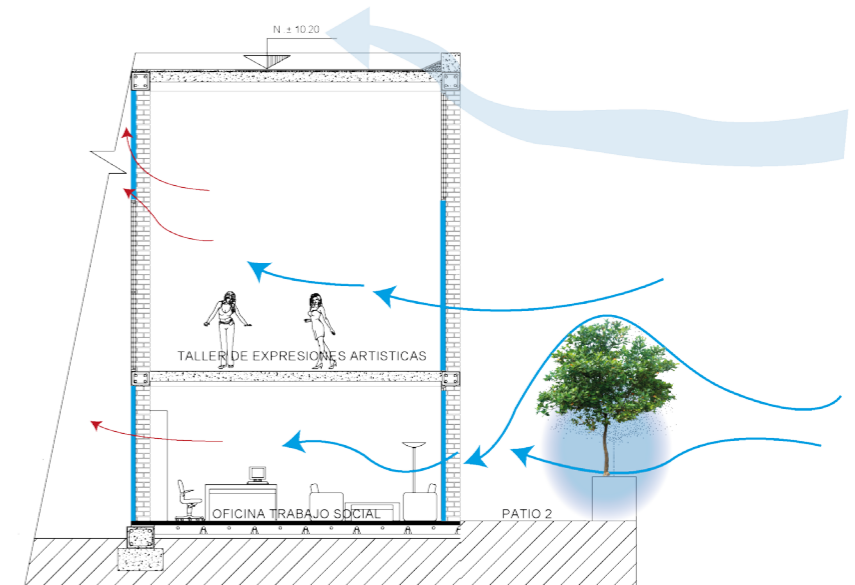 N .± 10.20
TALLER DE EXPRESIONES ARTISTICAS
OFICINA TRABAJO SOCIAL
PATIO 2